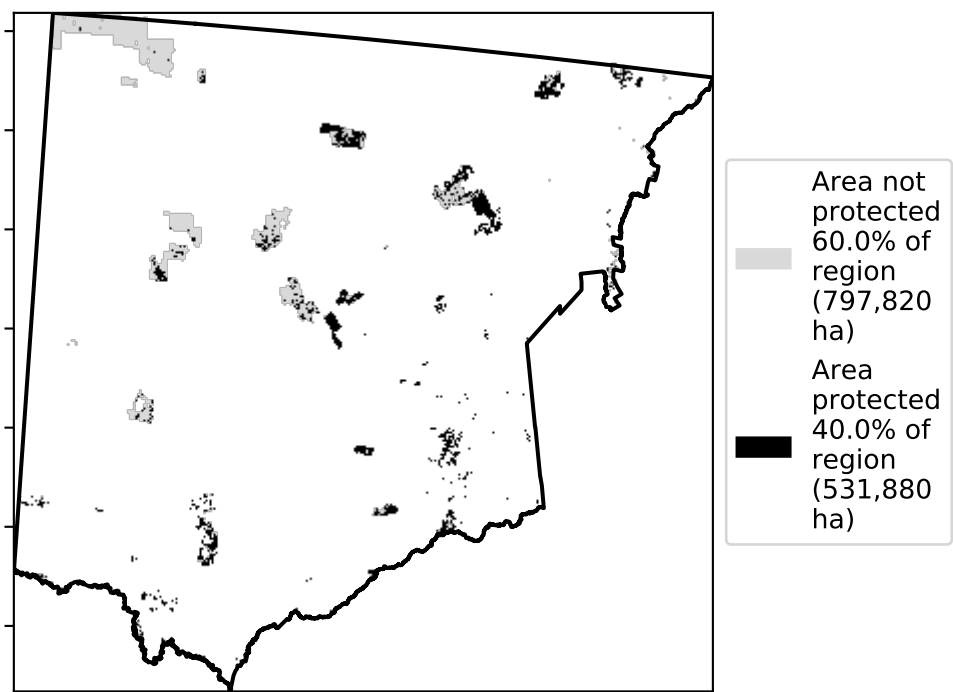 Area not
protected
60.0% of
region
(797,820
ha)
Area
protected
40.0% of
region
(531,880
ha)